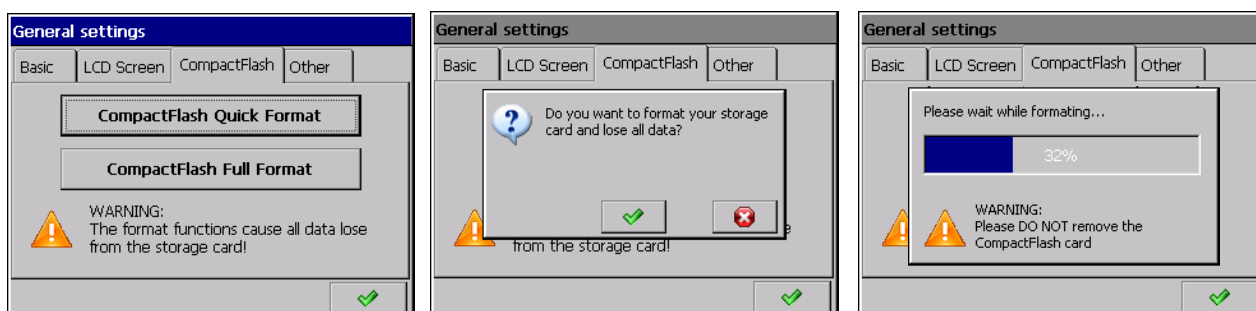 General settings
Basic LCD Screen CompactFlash Other
CompactFlash Quick Format
CompactFlash Full Format
WARNING:
The format functions cause all data lose
from the storage card!
General settings
Basic LCD Screen CompactFlash Other
Do you want to format your storage
card and lose all data?
e
from the storage card!
General settings
Basic LCD Screen CompactFlash Other
Please wait while formating...
32%
WARNING:
Please DO NOT remove the
CompactFlash card